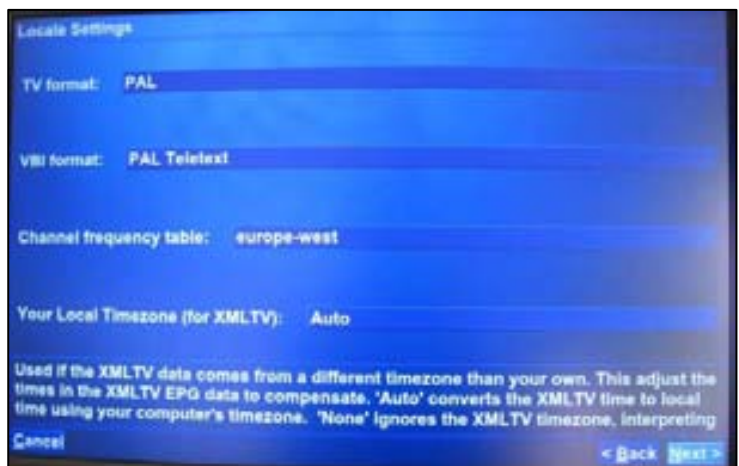 Locale Settings
TV format: PAL
VBI format: PAL Teletext
Channel frequency table: europe-west
Your Local Timezone (for XMLTV): Auto
Used if the XMLTV data comes from a different timezone than your own. This adjust the
times in the XMLTV EPG data to compensate. 'Auto' converts the XMLTV time to local
time using your computer's timezone. 'None' ignores the XMLTV timezone, interpreting
Cancel
< Back Next >